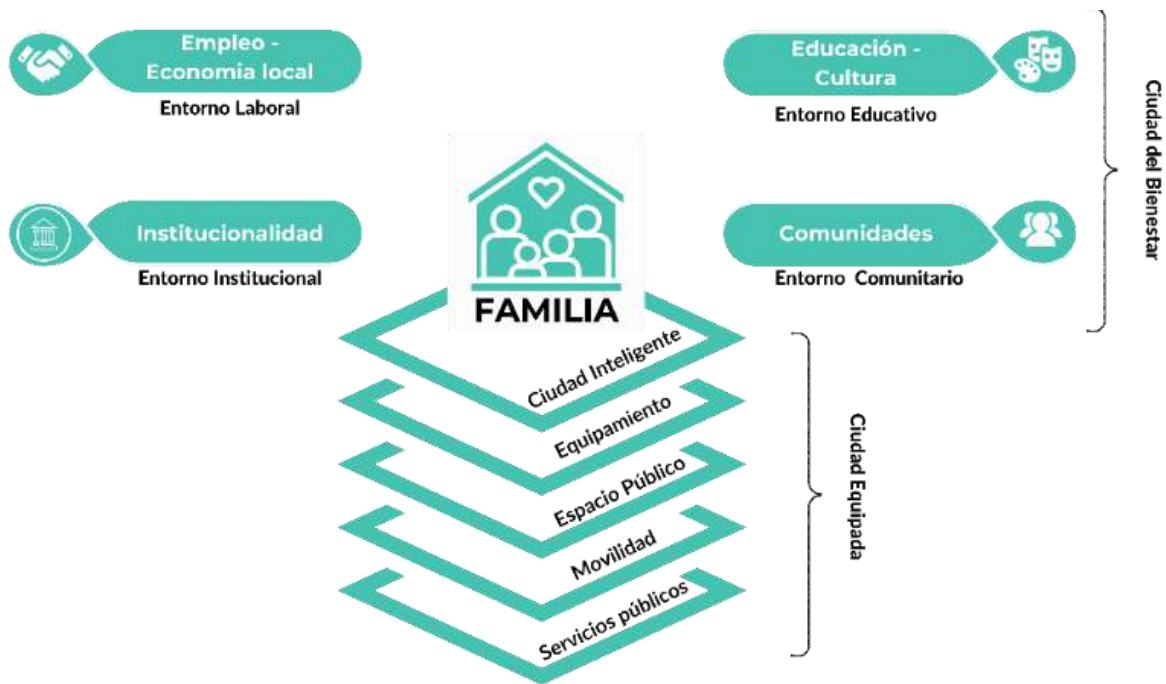 Empleo -
Economia local
Entorno Laboral
Educación -
Cultura
Entorno Educativo
Institucionalidad
Entorno Institucional
Comunidades
Entorno Comunitario
Ciudad del Bienestar
FAMILIA
Ciudad Inteligente
Equipamiento
Espacio Público
Movilidad
Servicios públicos
Ciudad Equipada